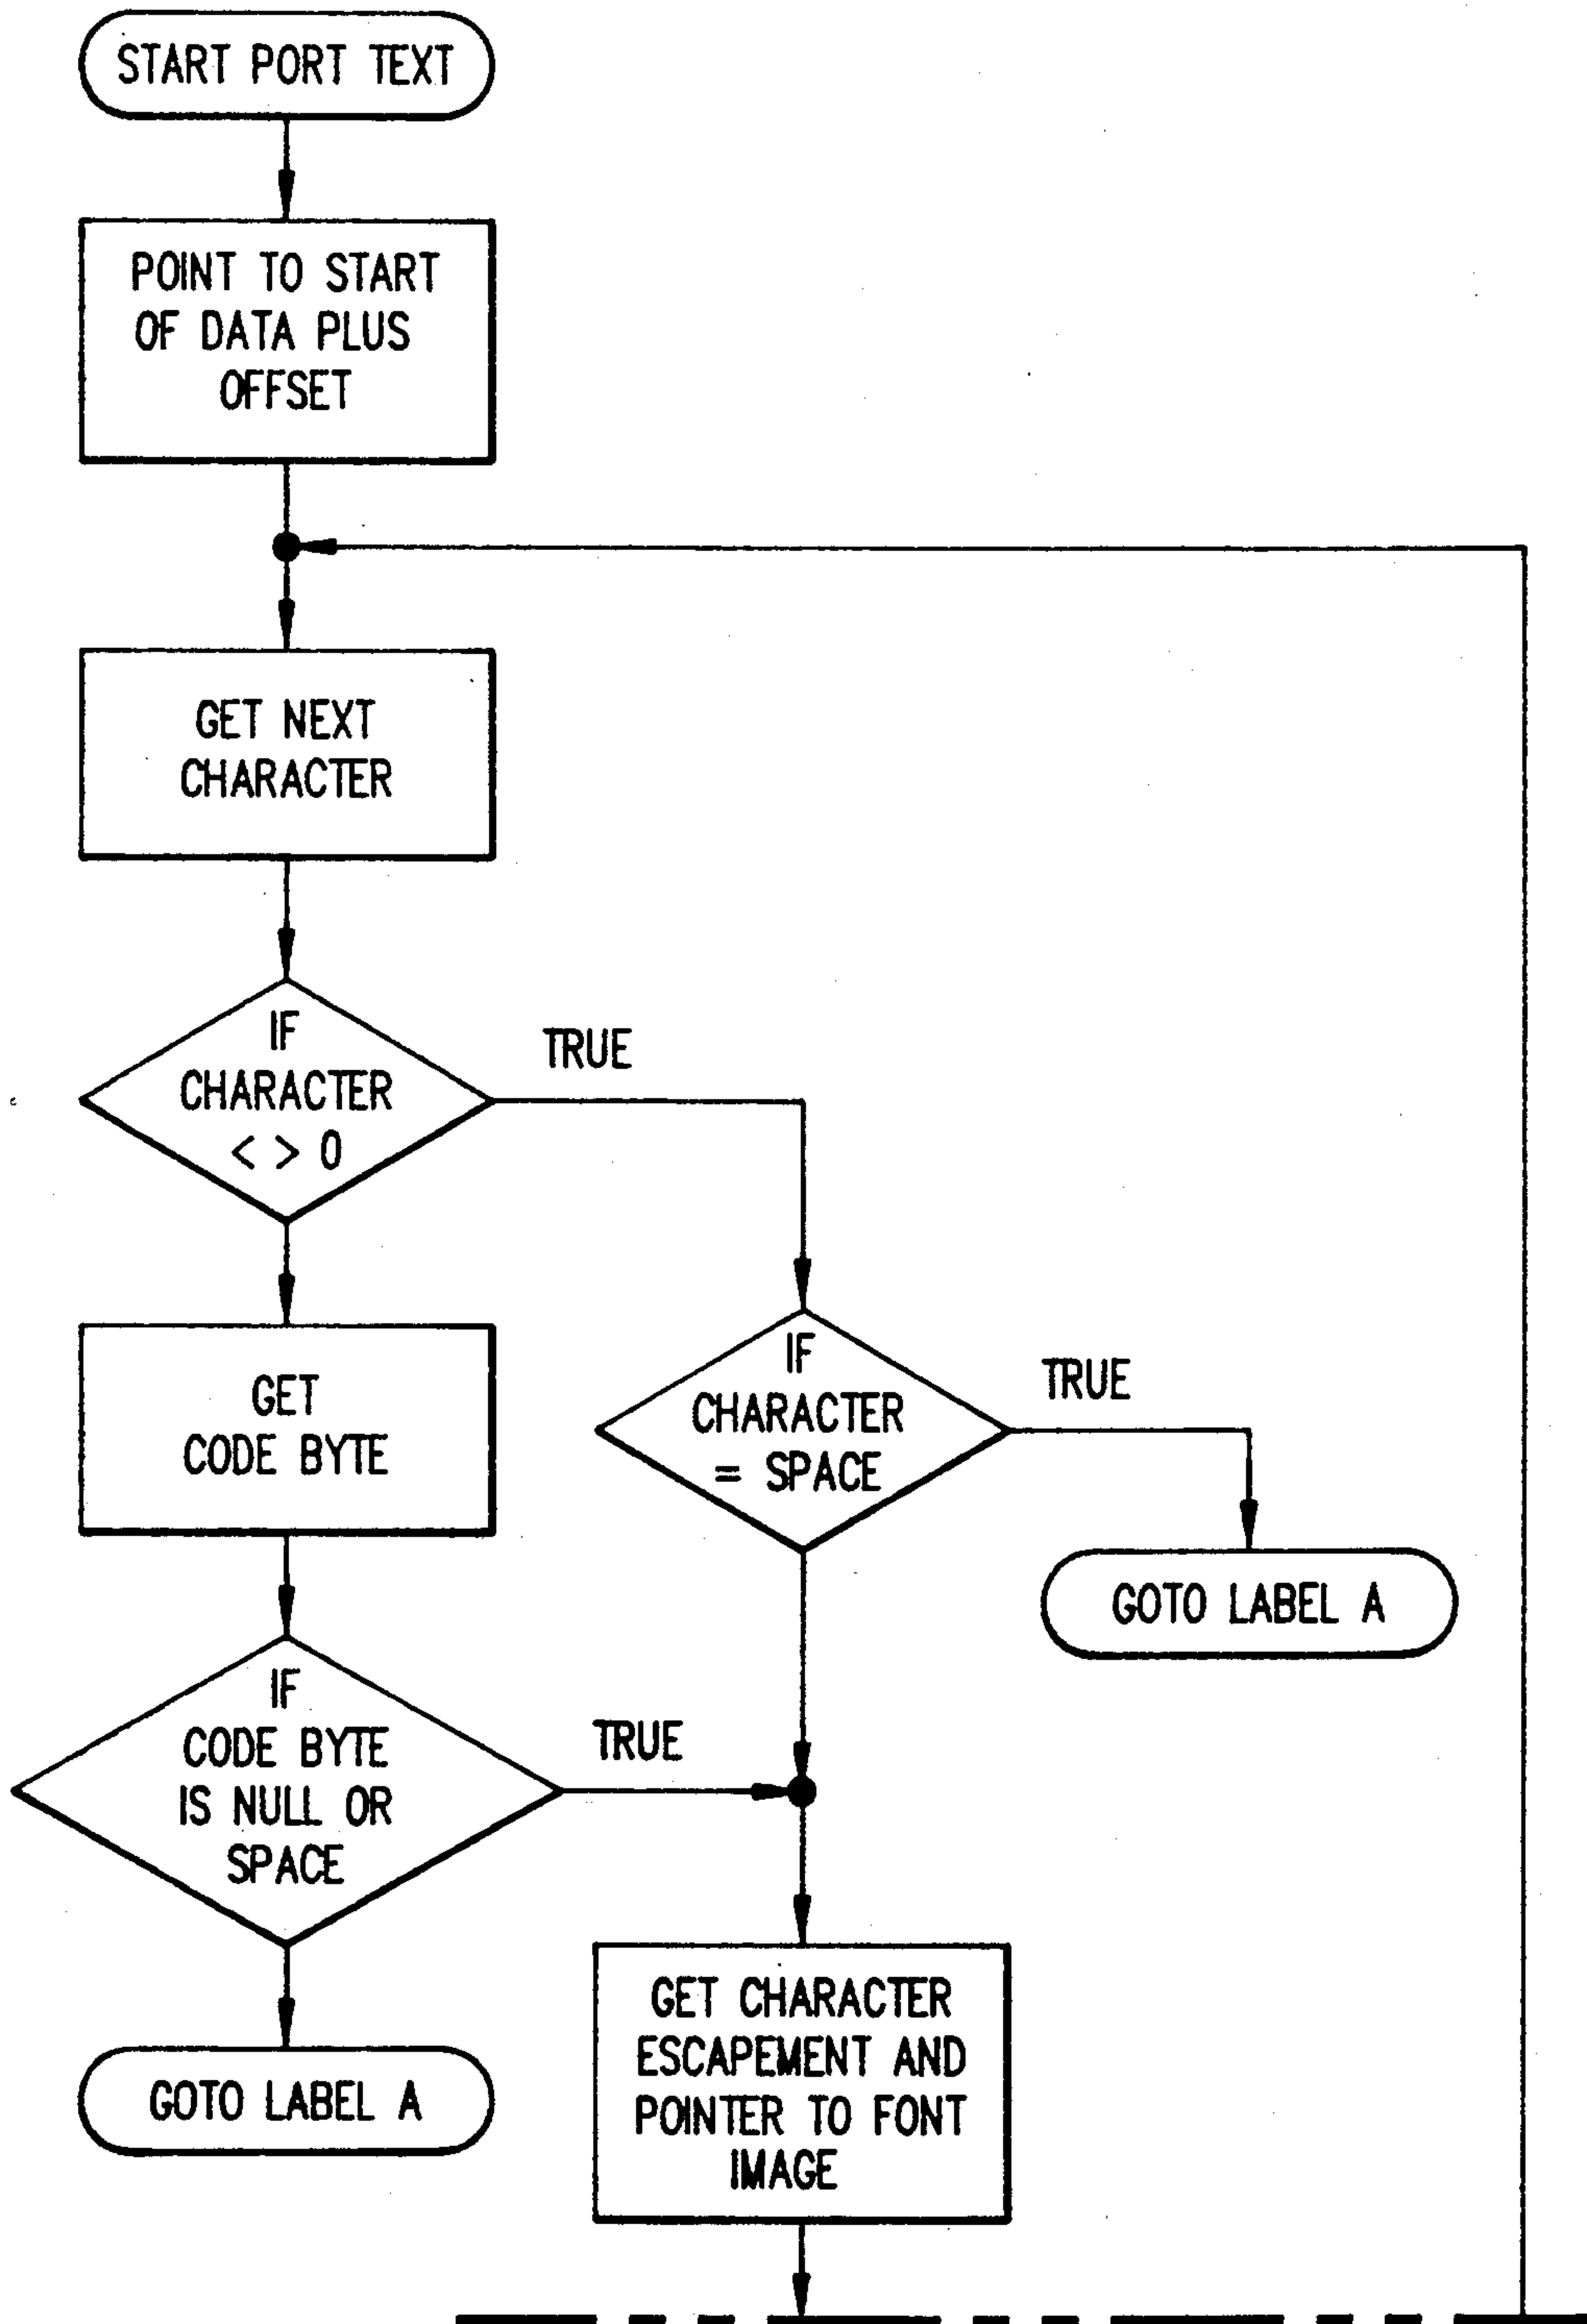 START PORT TEXT
POINT TO START
OF DATA PLUS
OFFSET
GET NEXT
CHARACTER
IF
CHARACTER
< > 0
TRUE
GET
CODE BYTE
IF
CHARACTER
= SPACE
TRUE
GOTO LABEL A
IF
CODE BYTE
IS NULL OR
SPACE
TRUE
GOTO LABEL A
GET CHARACTER
ESCAPEMENT AND
POINTER TO FONT
IMAGE